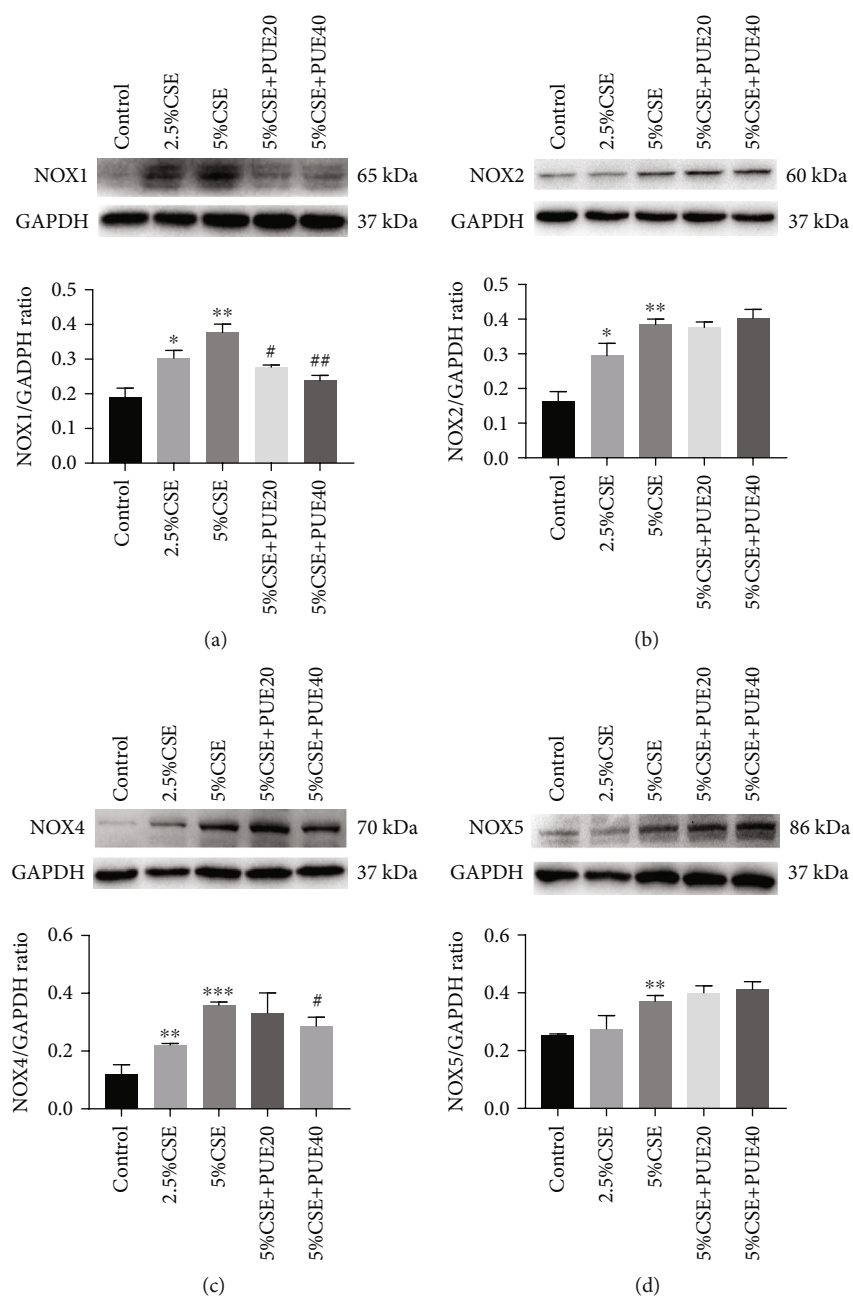 Control
2.5%CSE
5%CSE
5%CSE+PUE20
5%CSE+PUE40
NOX1 65 kDa
GAPDH 37 kDa
NOX1/GADPH ratio
0.5
0.4
0.3
0.2
0.1
0.0
*
**
#
##
Control
2.5%CSE
5%CSE
5%CSE+PUE20
5%CSE+PUE40
(a)
Control
2.5%CSE
5%CSE
5%CSE+PUE20
5%CSE+PUE40
NOX2 60 kDa
GAPDH 37 kDa
NOX2/GAPDH ratio
0.5
0.4
0.3
0.2
0.1
0.0
*
**
Control
2.5%CSE
5%CSE
5%CSE+PUE20
5%CSE+PUE40
(b)
Control
2.5%CSE
5%CSE
5%CSE+PUE20
5%CSE+PUE40
NOX4 70 kDa
GAPDH 37 kDa
NOX4/GAPDH ratio
0.6
0.4
0.2
0.0
**
***
#
Control
2.5%CSE
5%CSE
5%CSE+PUE20
5%CSE+PUE40
(c)
Control
2.5%CSE
5%CSE
5%CSE+PUE20
5%CSE+PUE40
NOX5 86 kDa
GAPDH 37 kDa
NOX5/GAPDH ratio
0.6
0.4
0.2
0.0
**
Control
2.5%CSE
5%CSE
5%CSE+PUE20
5%CSE+PUE40
(d)